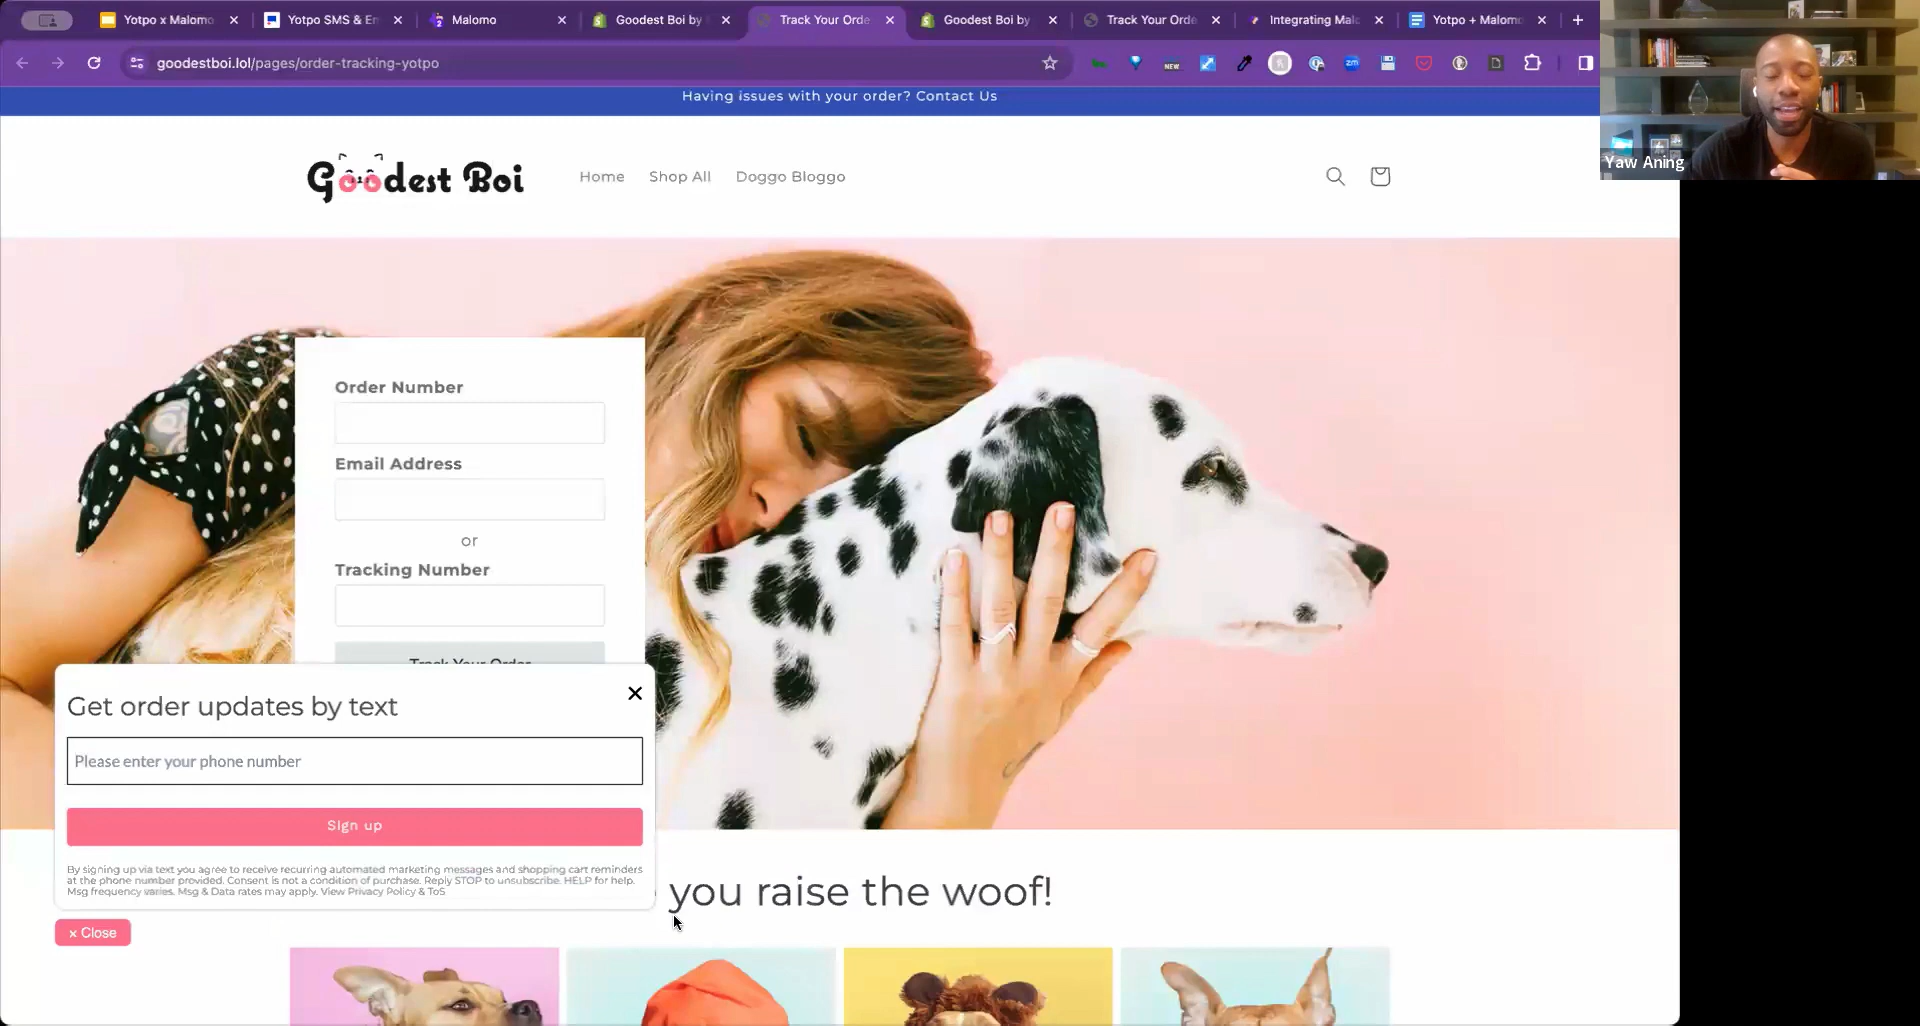 Yotpo x Malomo
Yotpo SMS & En
Malomo
Goodest Boi by
Track Your Orde
Goodest Boi by
Track Your Orde
Integrating Malo
Yotpo + Malomo
goodestboi.lol/pages/order-tracking-yotpo
NEW
zm
Yaw Aning
Having issues with your order? Contact Us
Goodest Boi
Home
Shop All
Doggo Bloggo
Order Number
Email Address
or
Tracking Number
Track Your Order
Get order updates by text
Please enter your phone number
Sign up
By signing up via text you agree to receive recurring automated marketing messages and shopping cart reminders
at the phone number provided. Consent is not a condition of purchase. Reply STOP to unsubscribe. HELP for help.
Msg frequency varies. Msg & Data rates may apply. View Privacy Policy & ToS
× Close
you raise the woof!